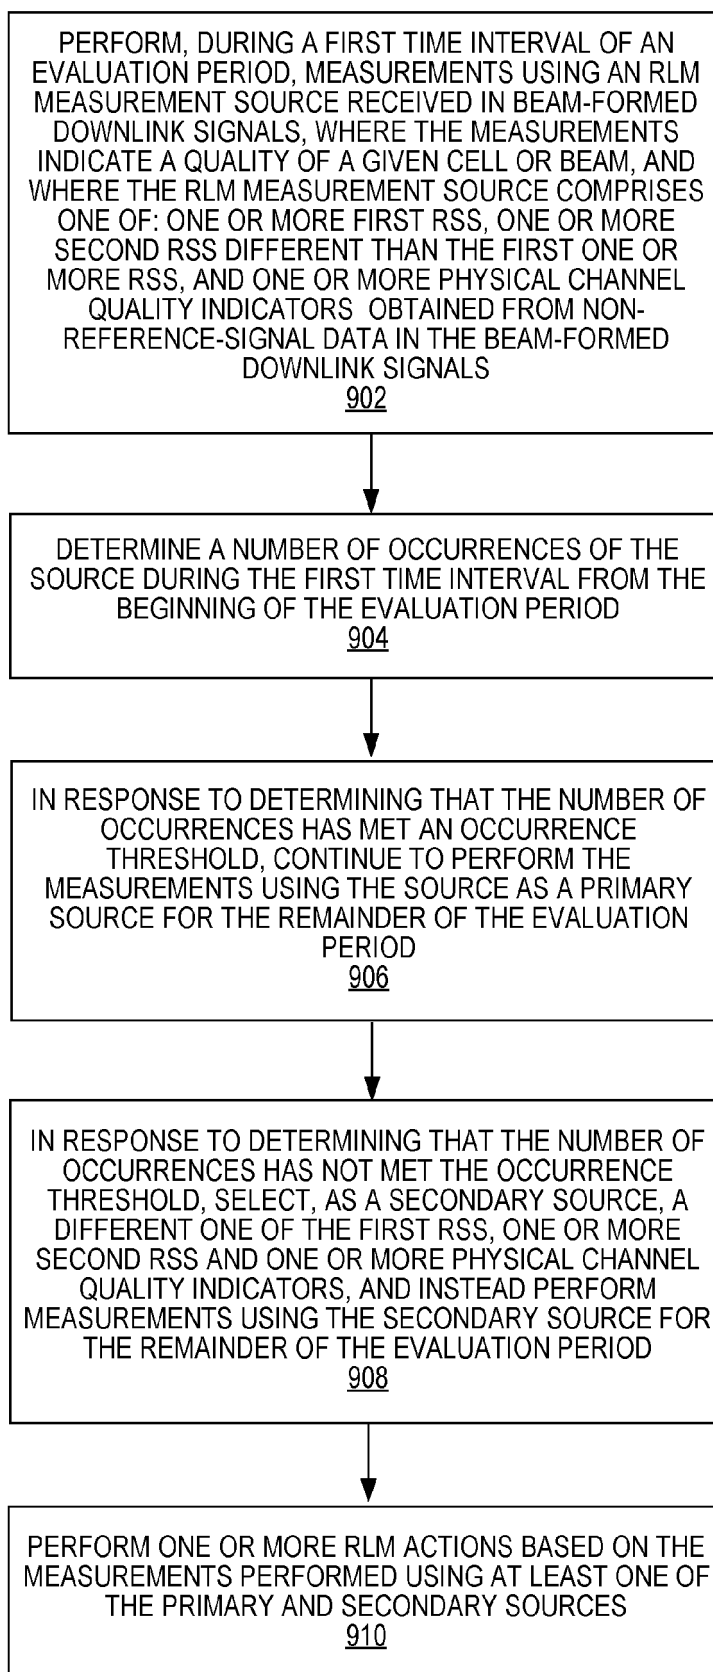 PERFORM, DURING A FIRST TIME INTERVAL OF AN
EVALUATION PERIOD, MEASUREMENTS USING AN RLM
MEASUREMENT SOURCE RECEIVED IN BEAM-FORMED
DOWNLINK SIGNALS, WHERE THE MEASUREMENTS
INDICATE A QUALITY OF A GIVEN CELL OR BEAM, AND
WHERE THE RLM MEASUREMENT SOURCE COMPRISES
ONE OF: ONE OR MORE FIRST RSS, ONE OR MORE
SECOND RSS DIFFERENT THAN THE FIRST ONE OR
MORE RSS, AND ONE OR MORE PHYSICAL CHANNEL
QUALITY INDICATORS OBTAINED FROM NON-
REFERENCE-SIGNAL DATA IN THE BEAM-FORMED
DOWNLINK SIGNALS
902
DETERMINE A NUMBER OF OCCURRENCES OF THE
SOURCE DURING THE FIRST TIME INTERVAL FROM THE
BEGINNING OF THE EVALUATION PERIOD
904
IN RESPONSE TO DETERMINING THAT THE NUMBER OF
OCCURRENCES HAS MET AN OCCURRENCE
THRESHOLD, CONTINUE TO PERFORM THE
MEASUREMENTS USING THE SOURCE AS A PRIMARY
SOURCE FOR THE REMAINDER OF THE EVALUATION
PERIOD
906
IN RESPONSE TO DETERMINING THAT THE NUMBER OF
OCCURRENCES HAS NOT MET THE OCCURRENCE
THRESHOLD, SELECT, AS A SECONDARY SOURCE, A
DIFFERENT ONE OF THE FIRST RSS, ONE OR MORE
SECOND RSS AND ONE OR MORE PHYSICAL CHANNEL
QUALITY INDICATORS, AND INSTEAD PERFORM
MEASUREMENTS USING THE SECONDARY SOURCE FOR
THE REMAINDER OF THE EVALUATION PERIOD
908
PERFORM ONE OR MORE RLM ACTIONS BASED ON THE
MEASUREMENTS PERFORMED USING AT LEAST ONE OF
THE PRIMARY AND SECONDARY SOURCES
910